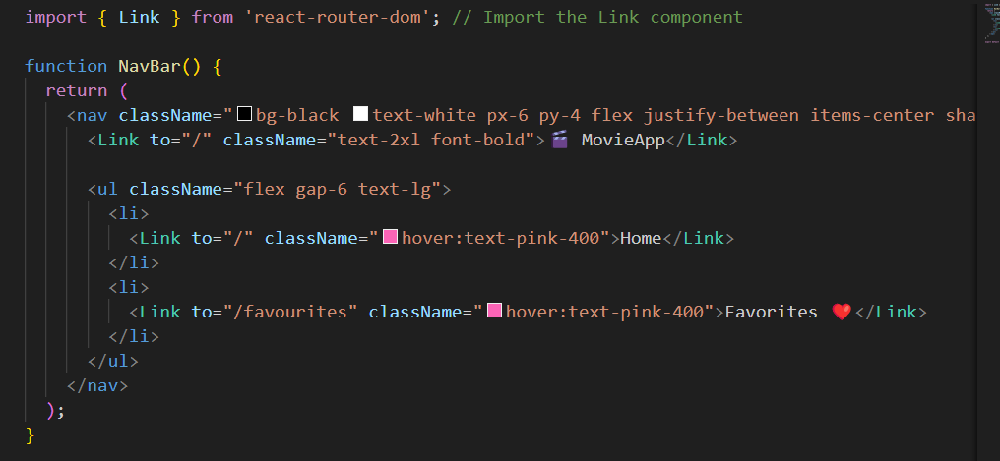 import { Link } from 'react-router-dom'; // Import the Link component
function NavBar() {
return (
<nav className="bg-black text-white px-6 py-4 flex justify-between items-center sha
<Link to="/" className="text-2xl font-bold">🎬 MovieApp</Link>
<ul className="flex gap-6 text-lg">
<li>
<Link to="/" className="hover:text-pink-400">Home</Link>
</li>
<li>
<Link to="/favourites" className="hover:text-pink-400">Favorites ❤️</Link>
</li>
</ul>
</nav>
);
}